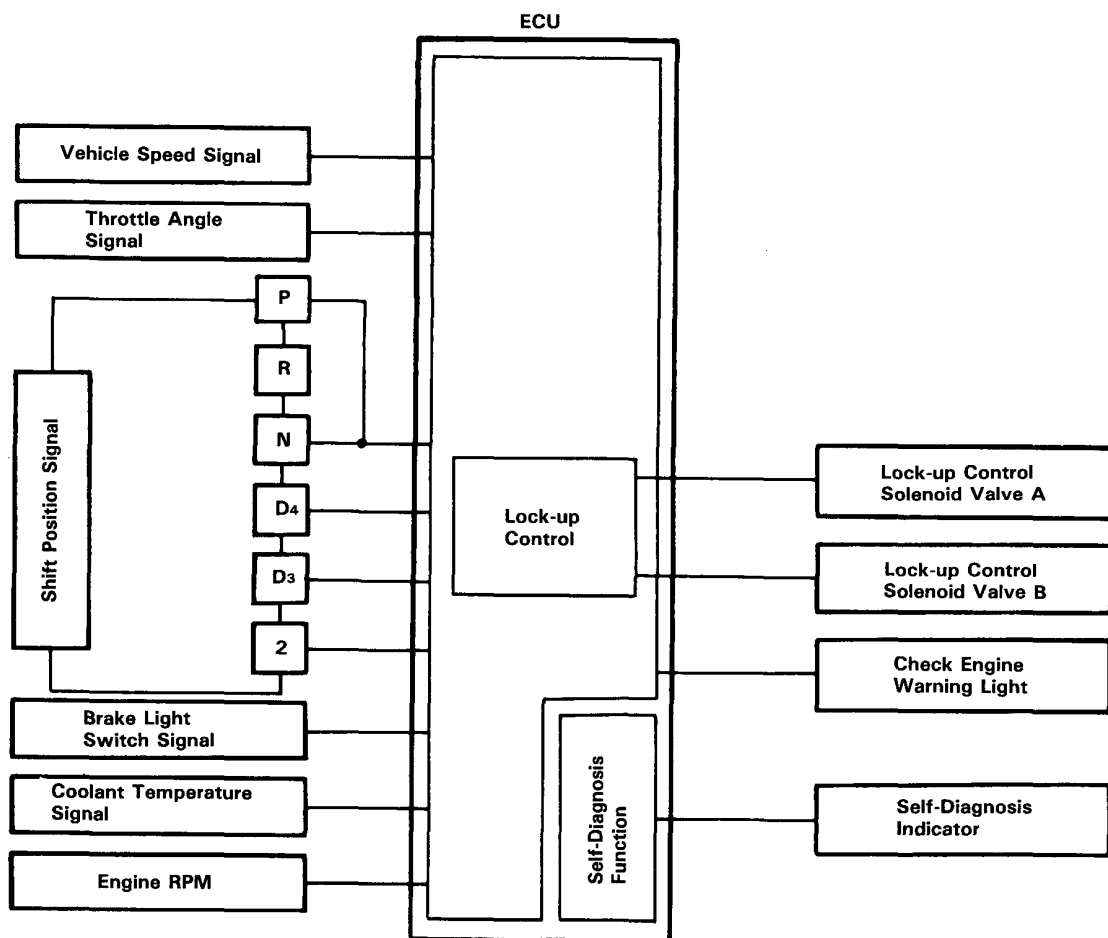 ECU
Vehicle Speed Signal
Throttle Angle
Signal
P
R
N
D4
D3
2
Shift Position Signal
Brake Light
Switch Signal
Coolant Temperature
Signal
Engine RPM
Lock-up
Control
Self-Diagnosis
Function
Lock-up Control
Solenoid Valve A
Lock-up Control
Solenoid Valve B
Check Engine
Warning Light
Self-Diagnosis
Indicator